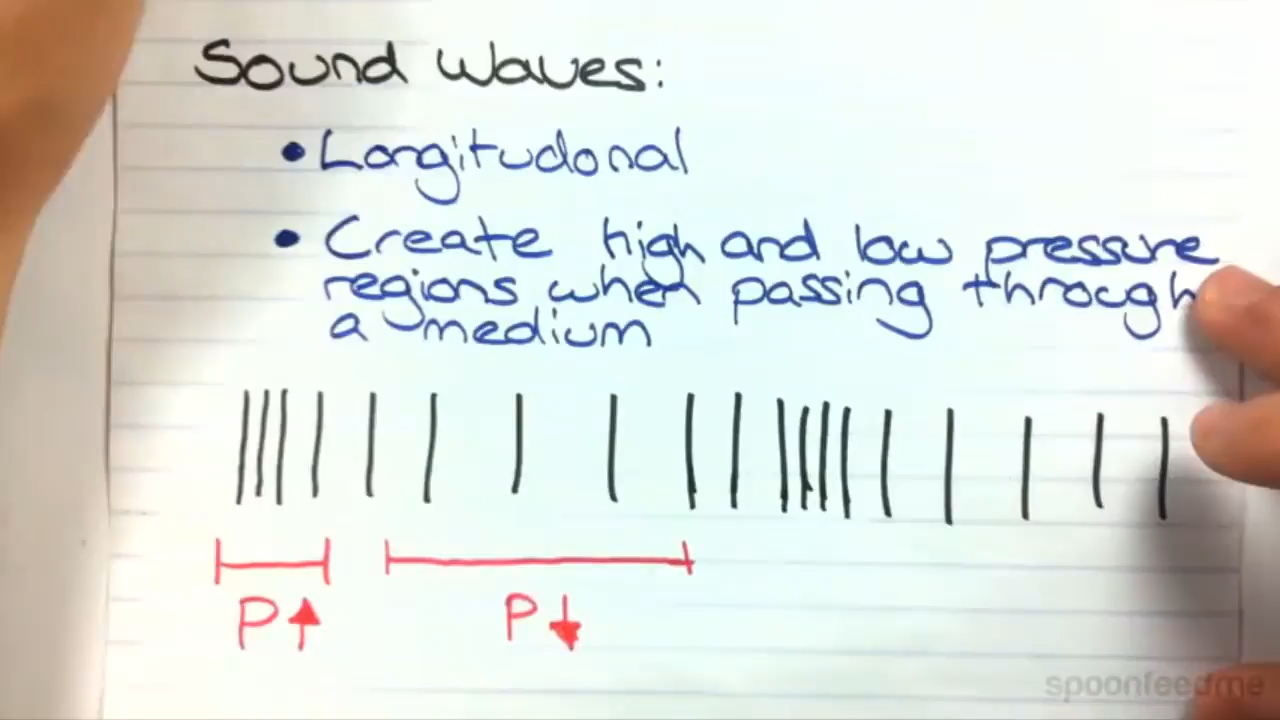 Sound Waves:
• Longitudonal
• Create high and low pressure
regions when passing through
a medium
P↑ P↓
spoonfeedme